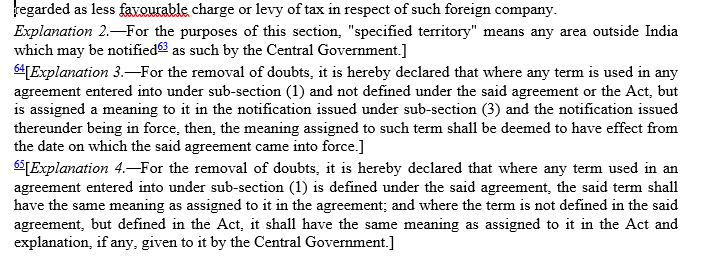 regarded as less favourable charge or levy of tax in respect of such foreign company.
Explanation 2.—For the purposes of this section, "specified territory" means any area outside India
which may be notified63 as such by the Central Government.]
64[Explanation 3.—For the removal of doubts, it is hereby declared that where any term is used in any
agreement entered into under sub-section (1) and not defined under the said agreement or the Act, but
is assigned a meaning to it in the notification issued under sub-section (3) and the notification issued
thereunder being in force, then, the meaning assigned to such term shall be deemed to have effect from
the date on which the said agreement came into force.]
65[Explanation 4.—For the removal of doubts, it is hereby declared that where any term used in an
agreement entered into under sub-section (1) is defined under the said agreement, the said term shall
have the same meaning as assigned to it in the agreement; and where the term is not defined in the said
agreement, but defined in the Act, it shall have the same meaning as assigned to it in the Act and
explanation, if any, given to it by the Central Government.]